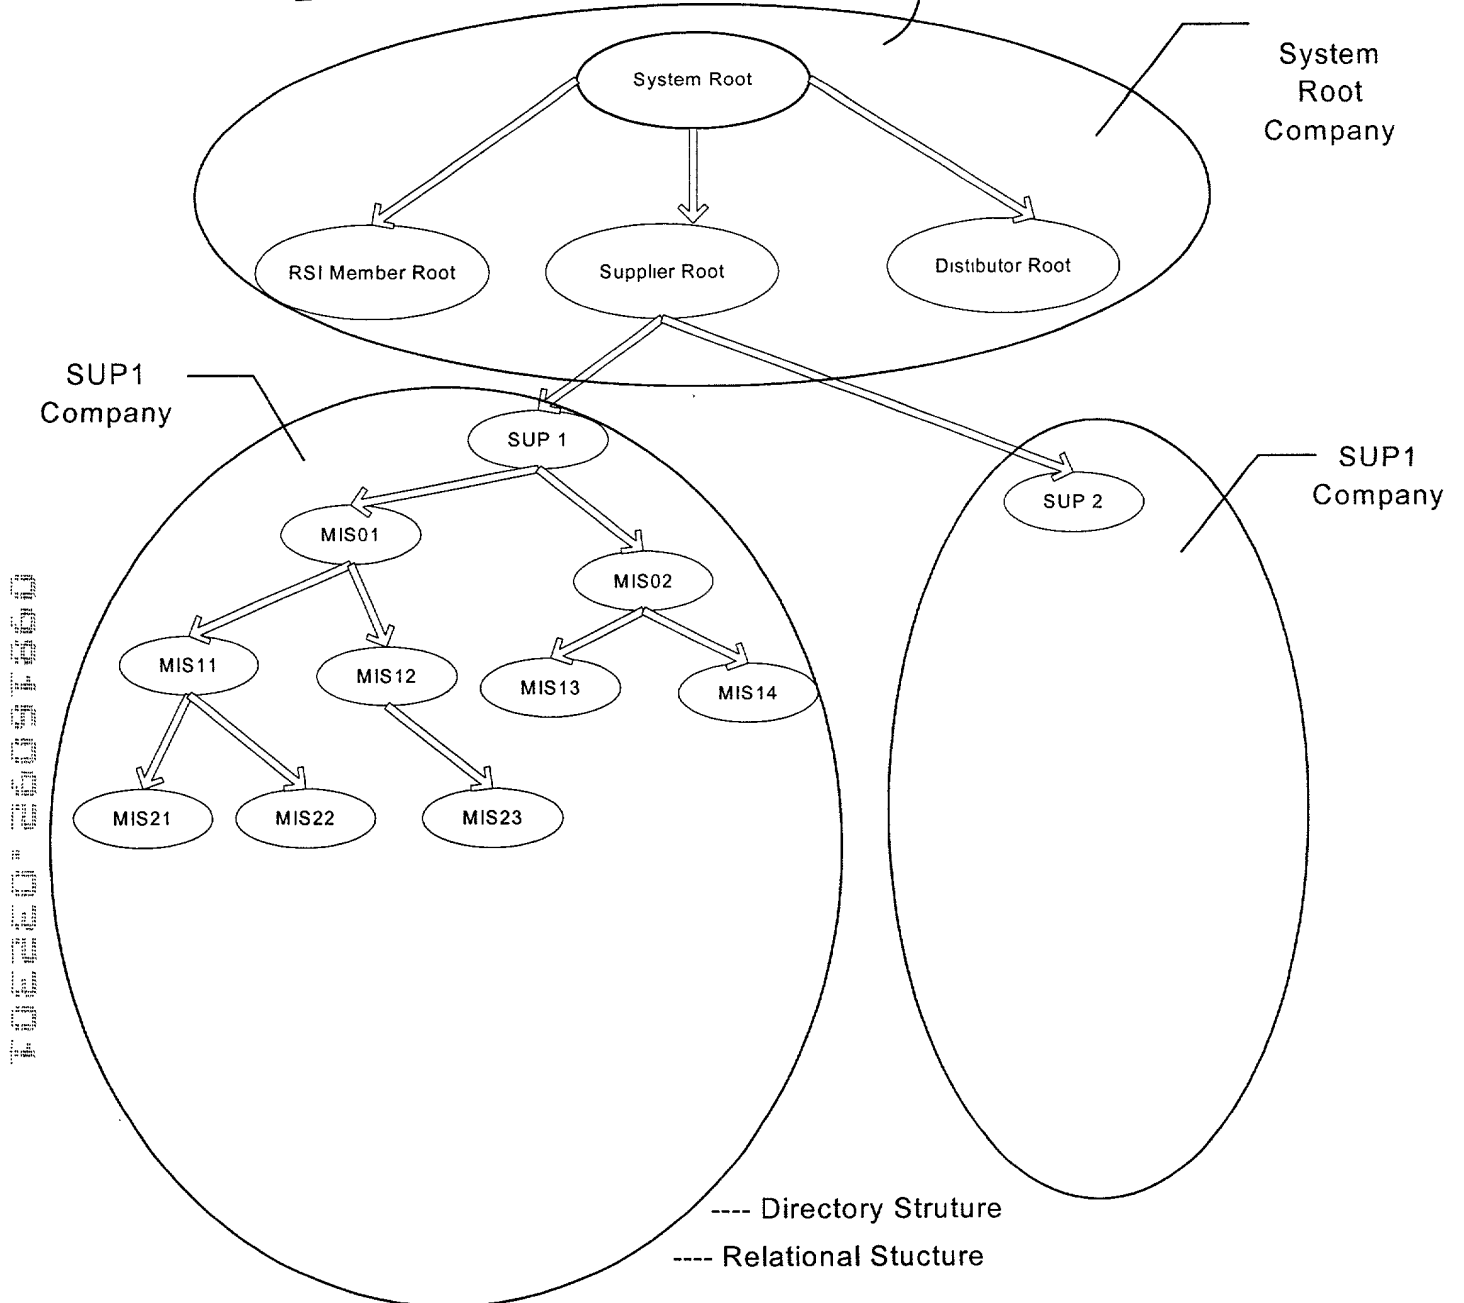 System Root
System
Root
Company
RSI Member Root
Supplier Root
Distibutor Root
SUP1
Company
SUP 1
SUP1
Company
SUP 2
MIS01
MIS02
MIS11
MIS12
MIS13
MIS14
MIS21
MIS22
MIS23
---- Directory Struture
---- Relational Stucture